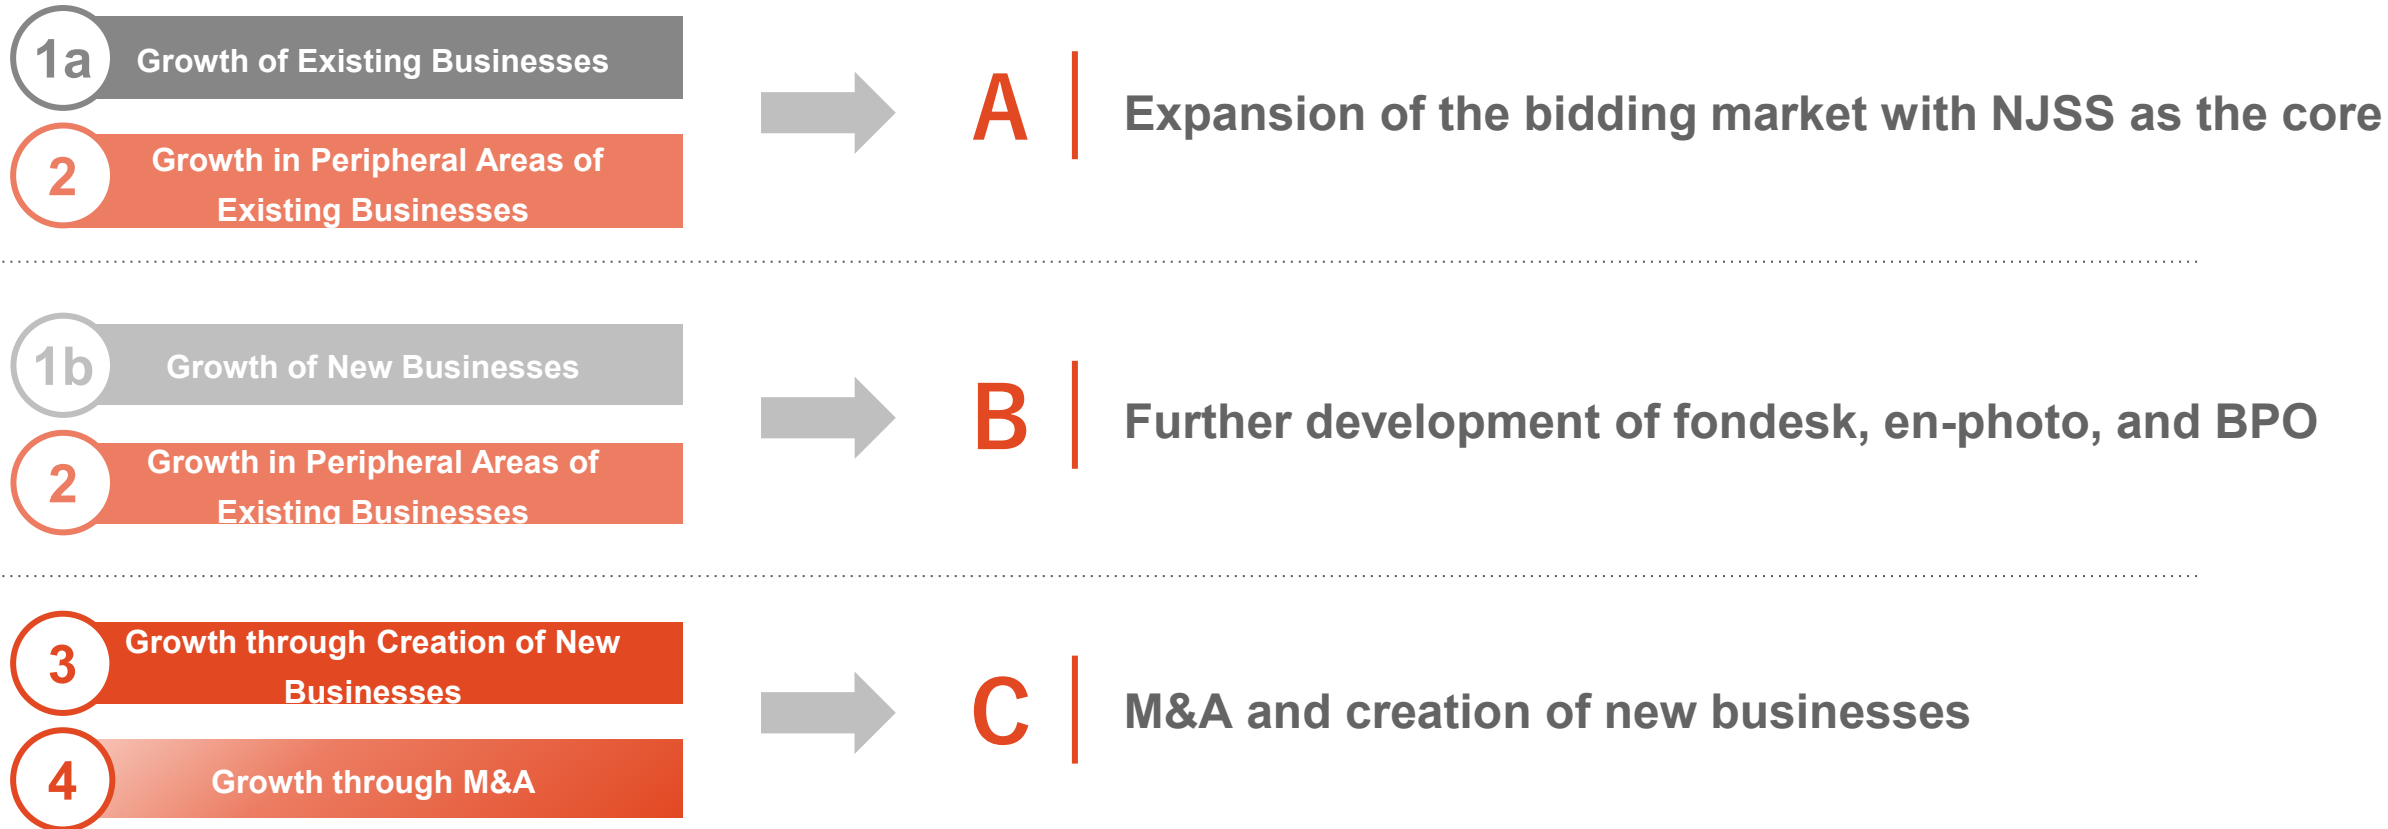 1a Growth of Existing Businesses
2 Growth in Peripheral Areas of
Existing Businesses
A Expansion of the bidding market with NJSS as the core
1b Growth of New Businesses
2 Growth in Peripheral Areas of
Existing Businesses
B Further development of fondesk, en-photo, and BPO
3 Growth through Creation of New
Businesses
4 Growth through M&A
C M&A and creation of new businesses